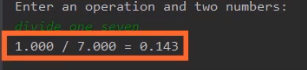 Enter an operation and two numbers:
divide one seven
1.000 / 7.000 = 0.143